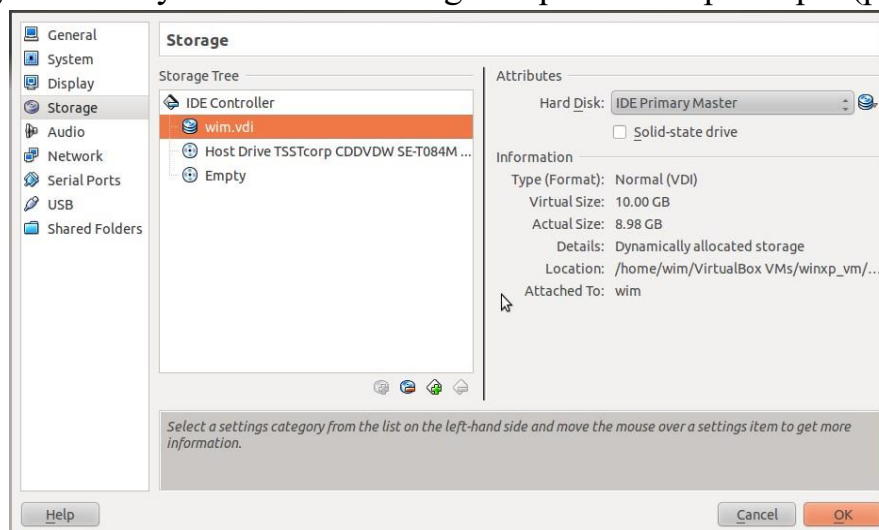 General
System
Display
Storage
Audio
Network
Serial Ports
USB
Shared Folders
Storage
Storage Tree
IDE Controller
wim.vdi
Host Drive TSSTcorp CDDVDW SE-T084M ...
Empty
Attributes
Hard Disk: IDE Primary Master
Solid-state drive
Information
Type (Format): Normal (VDI)
Virtual Size: 10.00 GB
Actual Size: 8.98 GB
Details: Dynamically allocated storage
Location: /home/wim/VirtualBox VMs/winxp_vm/...
Attached To: wim
Select a settings category from the list on the left-hand side and move the mouse over a settings item to get more
information.
Help
Cancel
OK